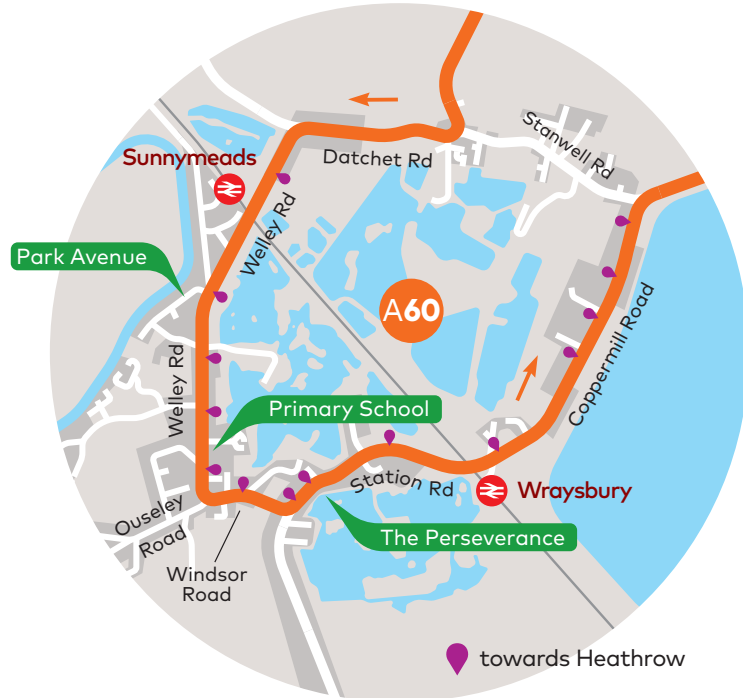 Stanwell Rd
Datchet Rd
Sunnymeads
Welley Rd
Park Avenue
A60
Coppermill Road
Welley Rd
Primary School
Station Rd
Wraysbury
Ouseley
Road
The Perseverance
Windsor
Road
towards Heathrow